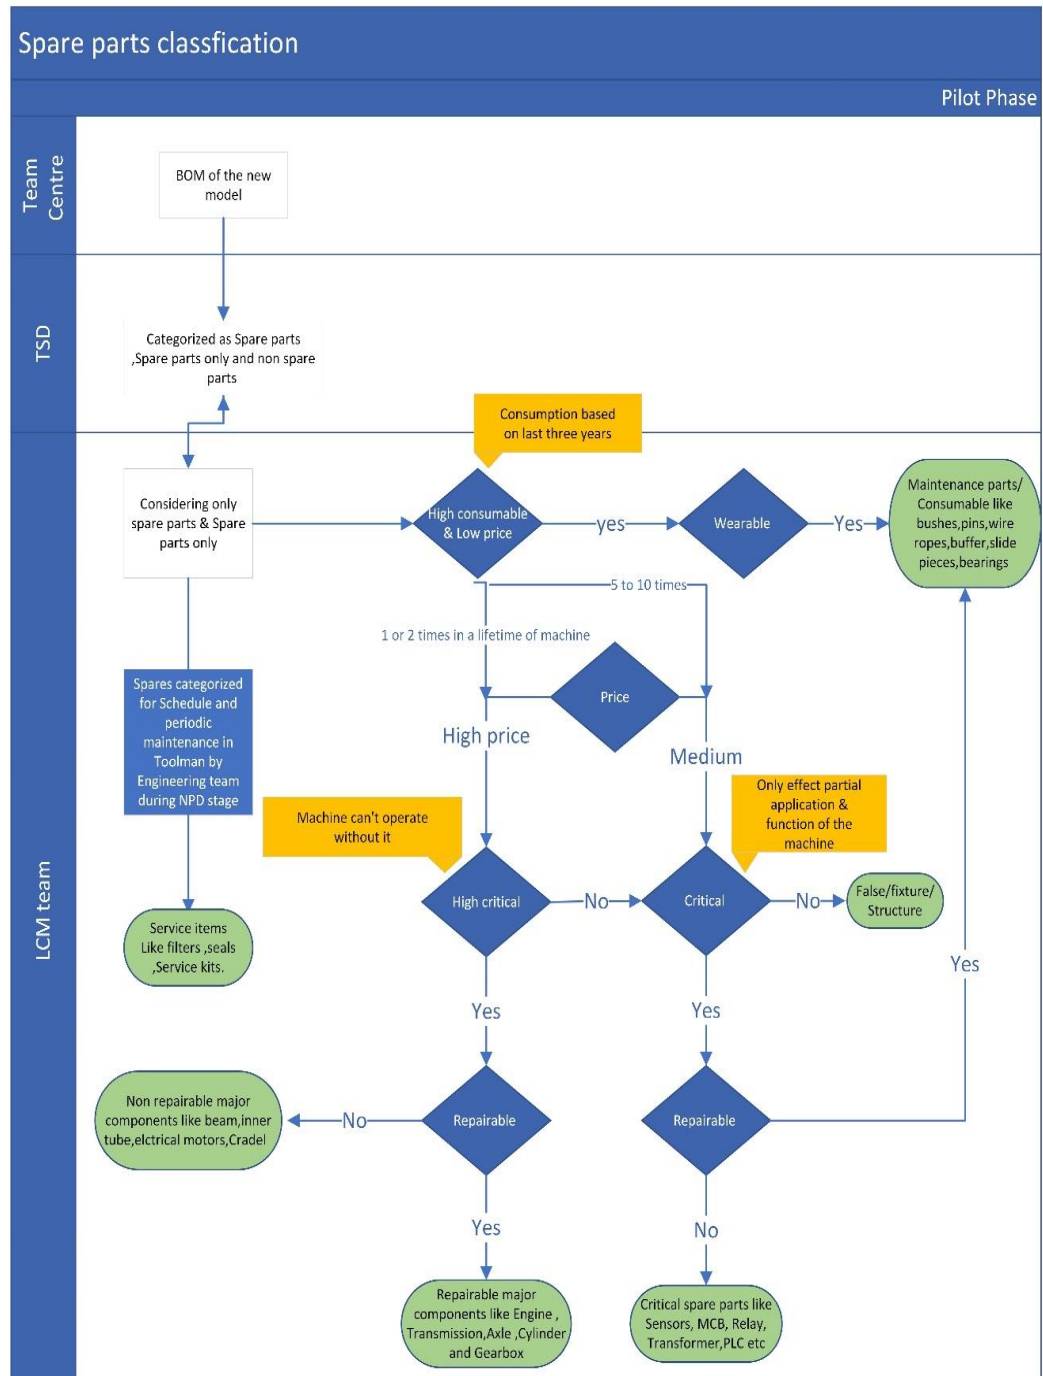 Spare parts classfication
Pilot Phase
Team
Centre
BOM of the new
model
TSD
Categorized as Spare parts
,Spare parts only and non spare
parts
LCM team
Consumption based
on last three years
Considering only
spare parts & Spare
parts only
High consumable
& Low price
yes
Wearable
Yes
Maintenance parts/
Consumable like
bushes,pins,wire
ropes,buffer,slide
pieces,bearings
5 to 10 times
1 or 2 times in a lifetime of machine
Spares categorized
for Schedule and
periodic
maintenance in
Toolman by
Engineering team
during NPD stage
Price
High price
Medium
Machine can't operate
without it
Only effect partial
application &
function of the
machine
High critical
No
Critical
No
False/fixture/
Structure
Service items
Like filters ,seals
,Service kits.
Yes
Yes
Yes
Non repairable major
components like beam,inner
tube,elctrical motors,Cradel
No
Repairable
Repairable
Yes
No
Repairable major
components like Engine ,
Transmission,Axle ,Cylinder
and Gearbox
Critical spare parts like
Sensors, MCB, Relay,
Transformer,PLC etc